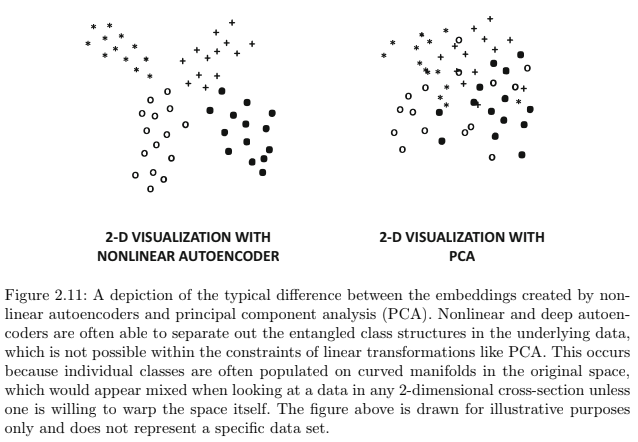 2-D VISUALIZATION WITH
NONLINEAR AUTOENCODER
2-D VISUALIZATION WITH
PCA
Figure 2.11: A depiction of the typical difference between the embeddings created by non-
linear autoencoders and principal component analysis (PCA). Nonlinear and deep autoen-
coders are often able to separate out the entangled class structures in the underlying data,
which is not possible within the constraints of linear transformations like PCA. This occurs
because individual classes are often populated on curved manifolds in the original space,
which would appear mixed when looking at a data in any 2-dimensional cross-section unless
one is willing to warp the space itself. The figure above is drawn for illustrative purposes
only and does not represent a specific data set.